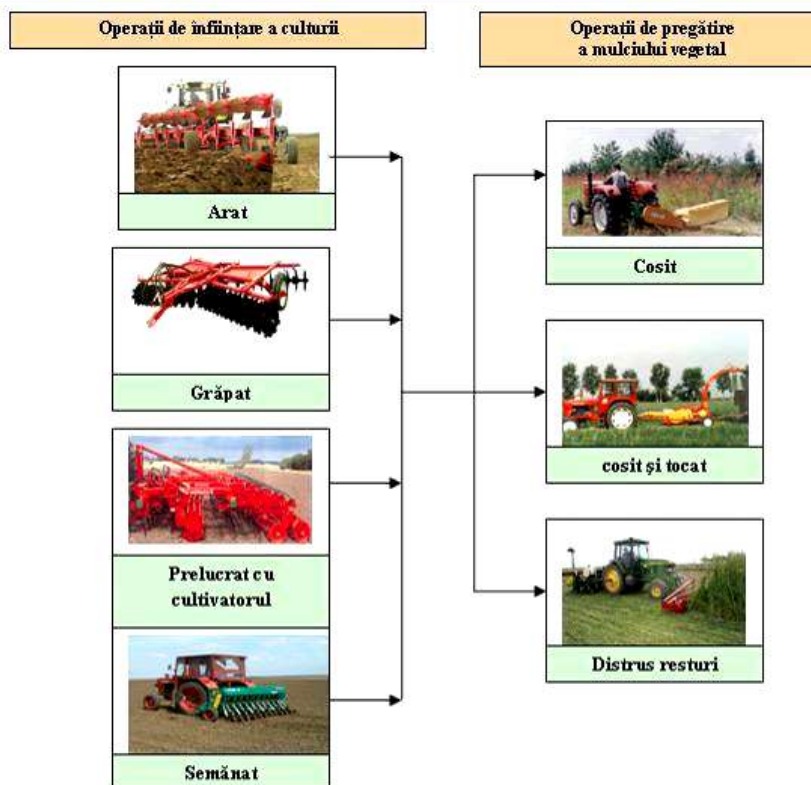 Operații de înființare a culturii
Operații de pregătire
a mulciului vegetal
Arat
Grăpat
Prelucrat cu
cultivatorul
Semănat
Cosit
cosit și tocat
Distrus resturi